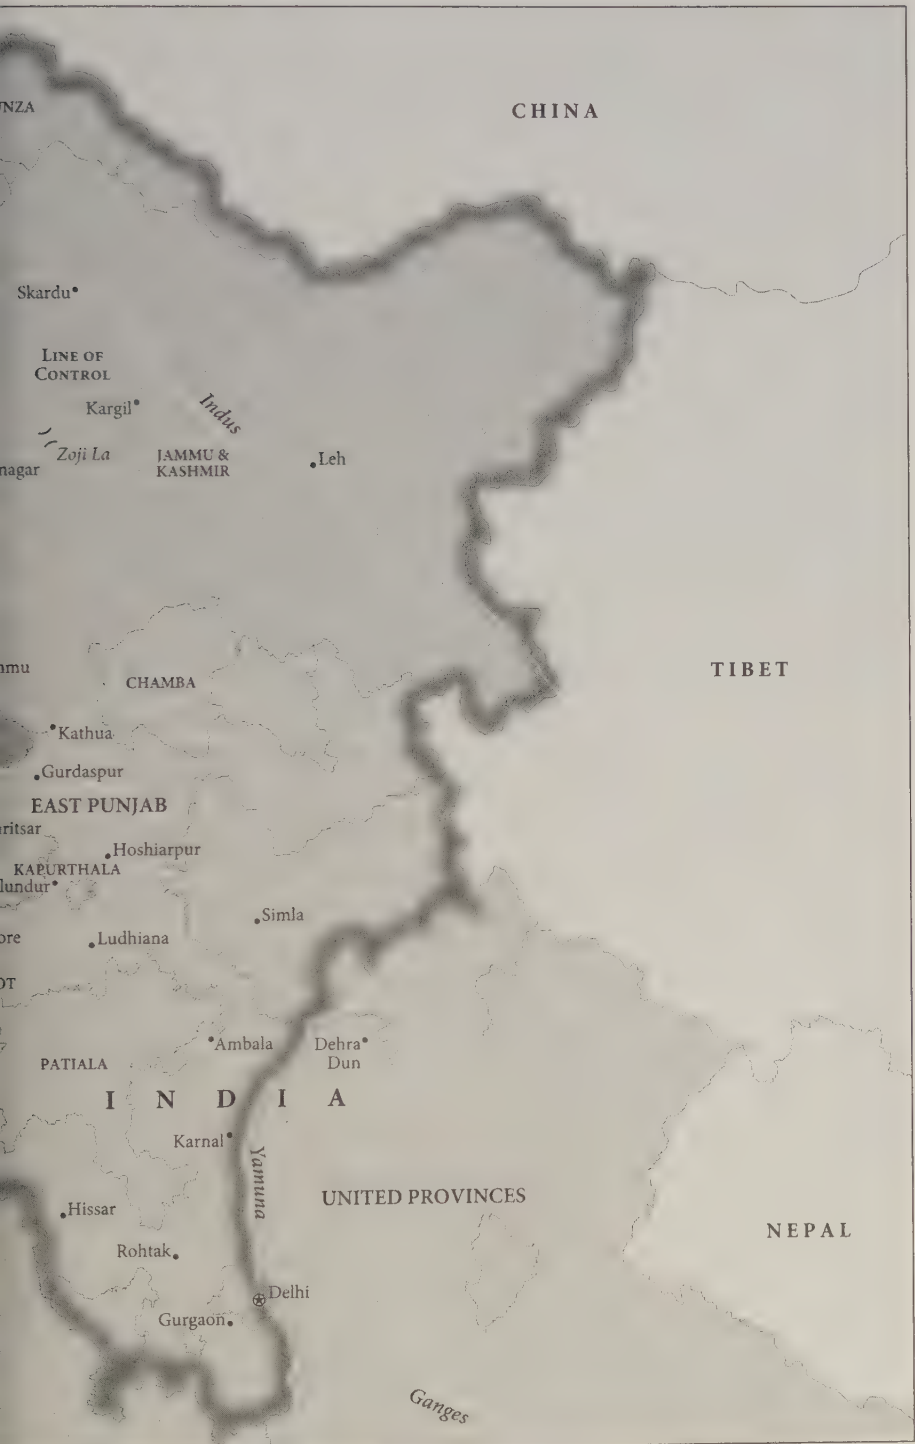 CHINA
NZA
Skardu
LINE OF
CONTROL
Kargil
Indus
Zoji La
JAMMU &
KASHMIR
Leh
nagar
TIBET
mmu
CHAMBA
Kathua
Gurdaspur
EAST PUNJAB
ritsar
Hoshiarpur
KAPURTHALA
lundur
Simla
ore
Ludhiana
OT
Ambala
Dehra
Dun
PATIALA
INDIA
Karnal
Yamuna
UNITED PROVINCES
Hissar
NEPAL
Rohtak
Delhi
Gurgaon
Ganges